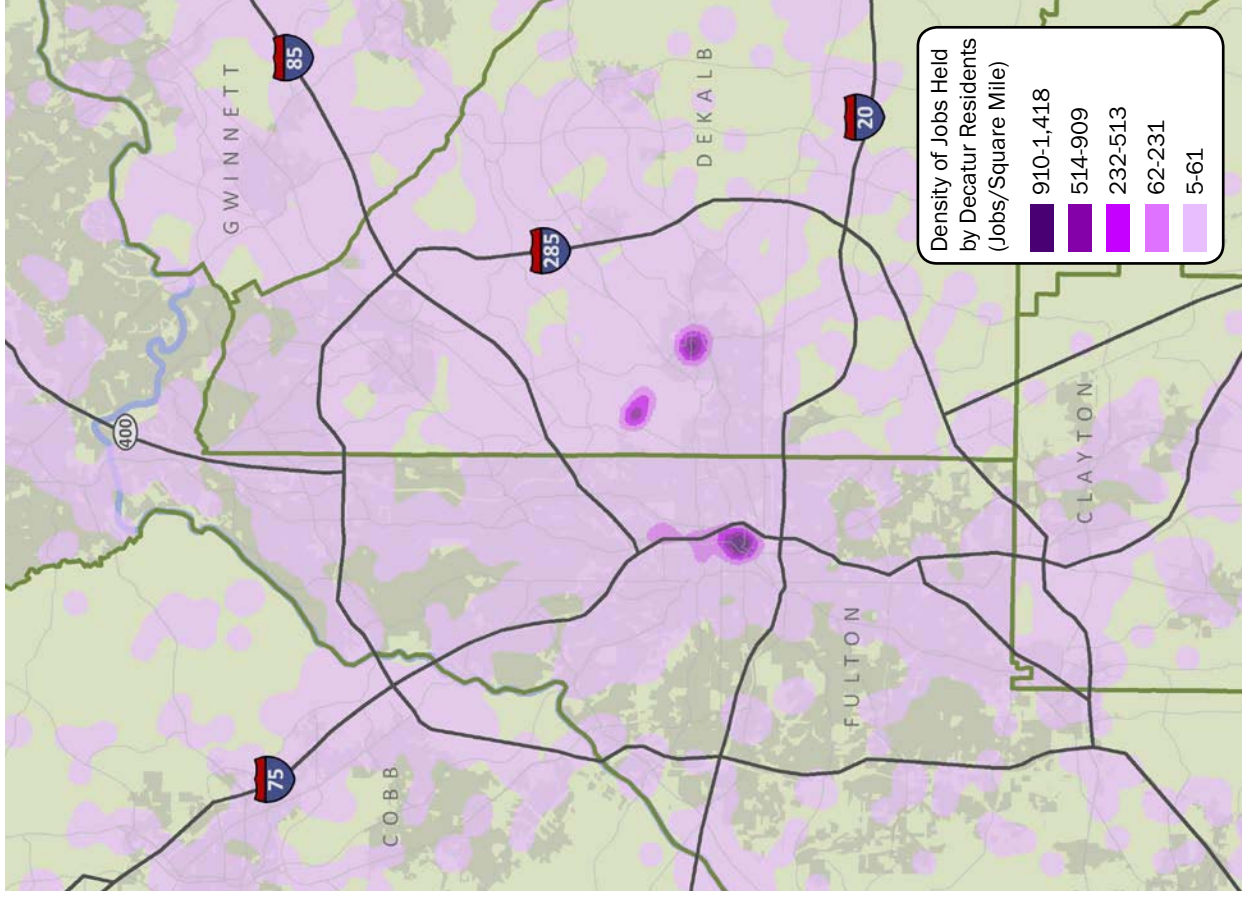 GWINNETT
85
400
DEKALB
285
20
75
COBB
FULTON
CLAYTON
Density of Jobs Held
by Decatur Residents
(Jobs/Square Mile)
910-1,418
514-909
232-513
62-231
5-61